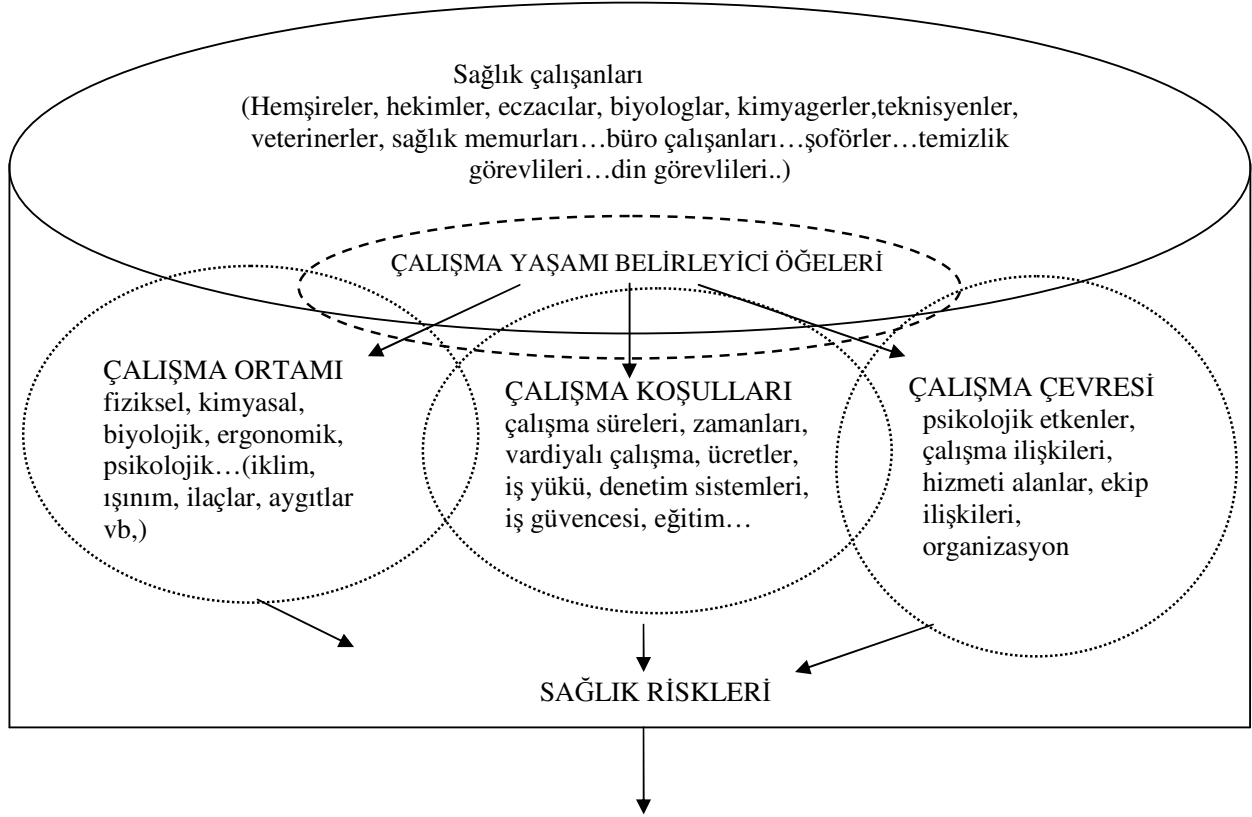 Sağlık çalışanları
(Hemşireler, hekimler, eczacılar, biyologlar, kimyagerler,teknisyenler,
veterinerler, sağlık memurları…büro çalışanları…şoförler…temizlik
görevlileri…din görevlileri..)
ÇALIŞMA YAŞAMI BELİRLEYİCİ ÖĞELERİ
ÇALIŞMA ORTAMI
fiziksel, kimyasal,
biyolojik, ergonomik,
psikolojik…(iklim,
ışınım, ilaçlar, aygıtlar
vb,)
ÇALIŞMA KOŞULLARI
çalışma süreleri, zamanları,
vardiyalı çalışma, ücretler,
iş yükü, denetim sistemleri,
iş güvencesi, eğitim…
ÇALIŞMA ÇEVRESİ
psikolojik etkenler,
çalışma ilişkileri,
hizmeti alanlar, ekip
ilişkileri,
organizasyon
SAĞLIK RİSKLERİ